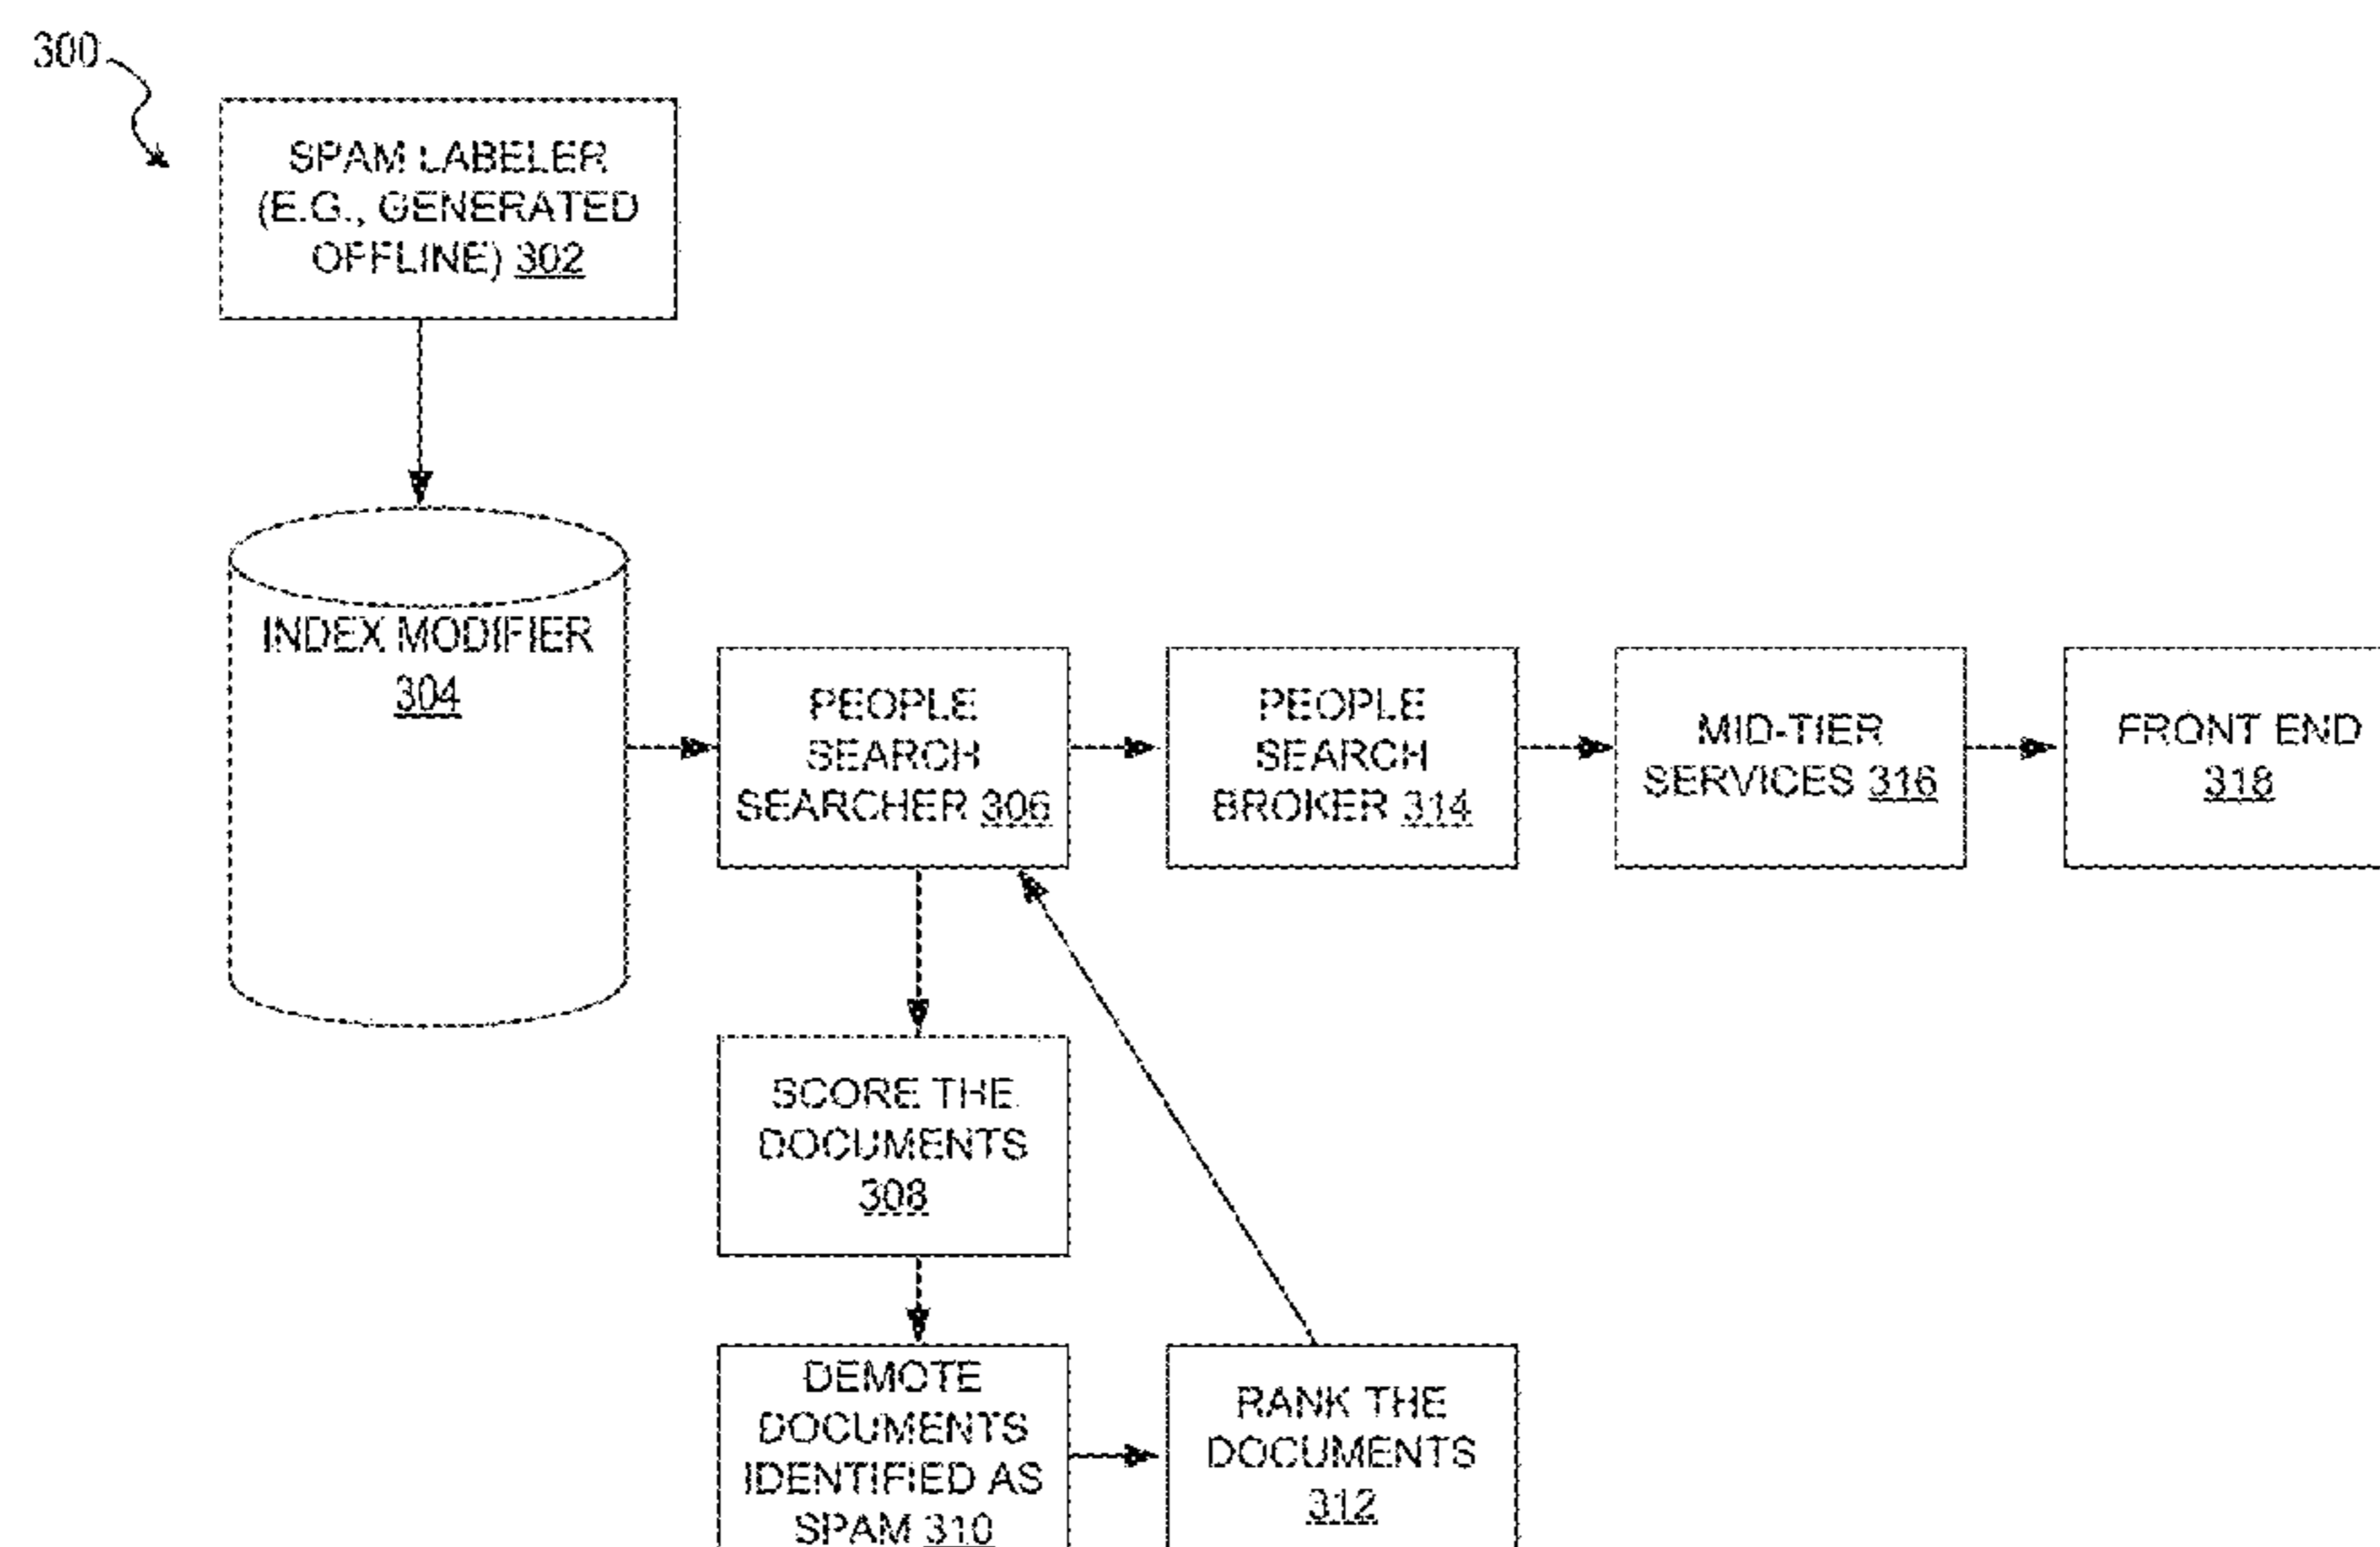 300
SPAM LABELER
(E.G., GENERATED
OFFLINE) 302
INDEX MODIFIER
304
PEOPLE
SEARCH
SEARCHER 306
PEOPLE
SEARCH
BROKER 314
MID-TIER
SERVICES 316
FRONT END
318
SCORE THE
DOCUMENTS
308
DEMOTE
DOCUMENTS
IDENTIFIED AS
SPAM 310
RANK THE
DOCUMENTS
312